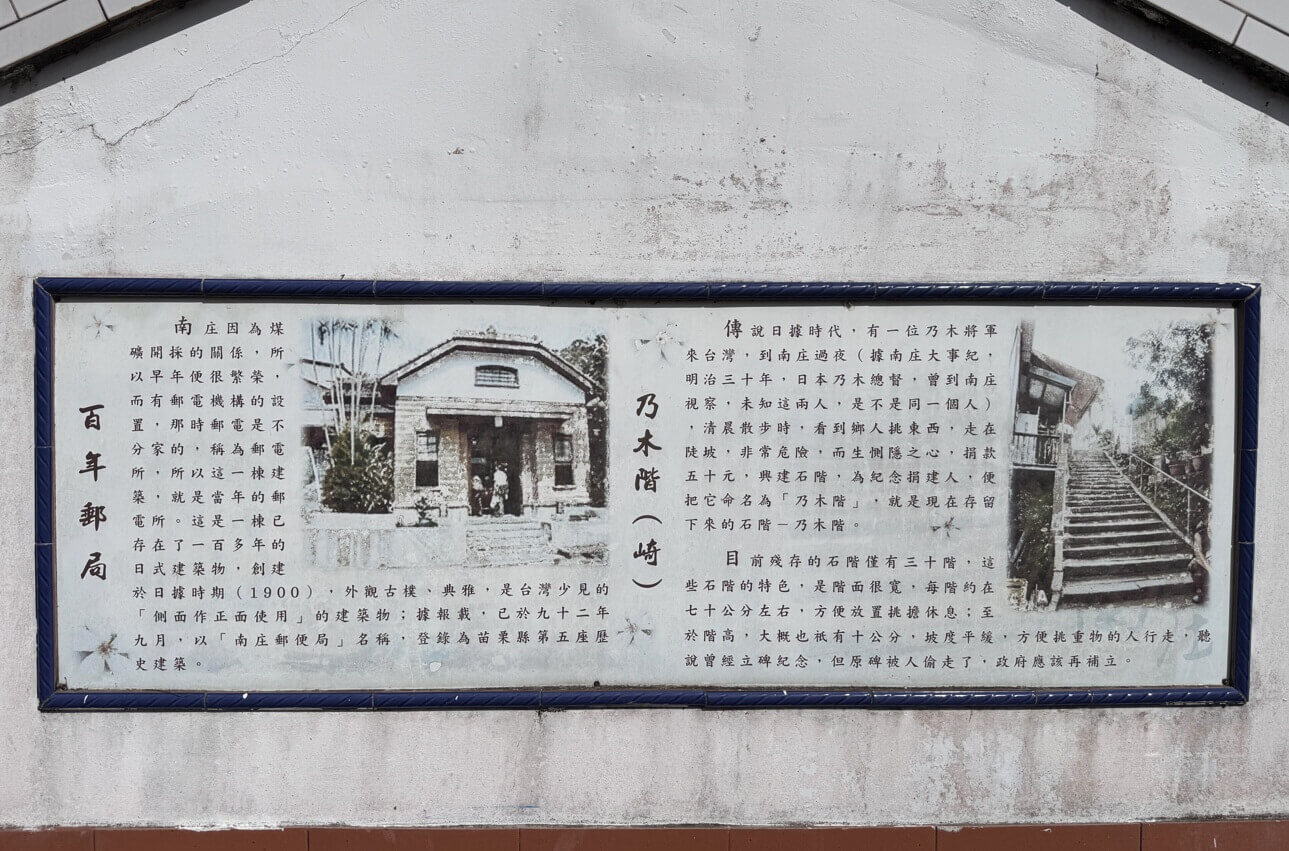 百年郵局
南庄因為煤
礦開採的關係，所
以早年便很繁榮，
而有郵電機構的設
置，那時郵電是不
分家的，稱為郵電
所，所以這一棟建
築，就是當年的郵
電所。這是一棟已
存在了一百多年的
日式建築物，創建
於日據時期（1900），外觀古樸、典雅，是台灣少見的
「側面作正面使用」的建築物；據報載，已於九十二年
九月，以「南庄郵便局」名稱，登錄為苗栗縣第五座歷
史建築。
乃木階（崎）
傳說日據時代，有一位乃木將軍
來台灣，到南庄過夜（據南庄大事紀，
明治三十年，日本乃木總督，曾到南庄
視察，未知這兩人，是不是同一個人）
，清晨散步時，看到鄉人挑東西，走在
陡坡，非常危險，而生惻隱之心，捐款
五十元，興建石階，為紀念捐建人，便
把它命名為「乃木階」，就是現在存留
下來的石階－乃木階。
目前殘存的石階僅有三十階，這
些石階的特色，是階面很寬，每階約在
七十公分左右，方便放置挑擔休息；至
於階高，大概也祇有十公分，坡度平緩，方便挑重物的人行走，聽
說曾經立碑紀念，但原碑被人偷走了，政府應該再補立。